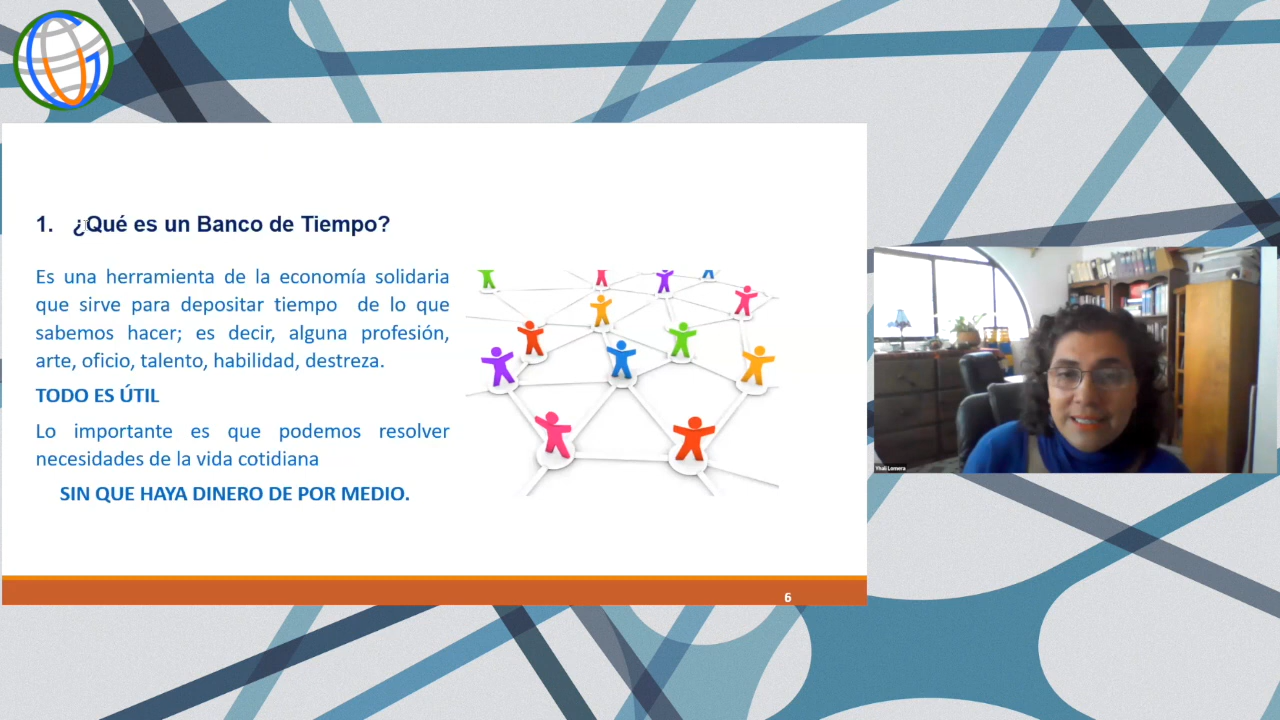 1. ¿Qué es un Banco de Tiempo?
Es una herramienta de la economía solidaria
que sirve para depositar tiempo de lo que
sabemos hacer; es decir, alguna profesión,
arte, oficio, talento, habilidad, destreza.
TODO ES ÚTIL
Lo importante es que podemos resolver
necesidades de la vida cotidiana
SIN QUE HAYA DINERO DE POR MEDIO.
6
Yhali Lomera